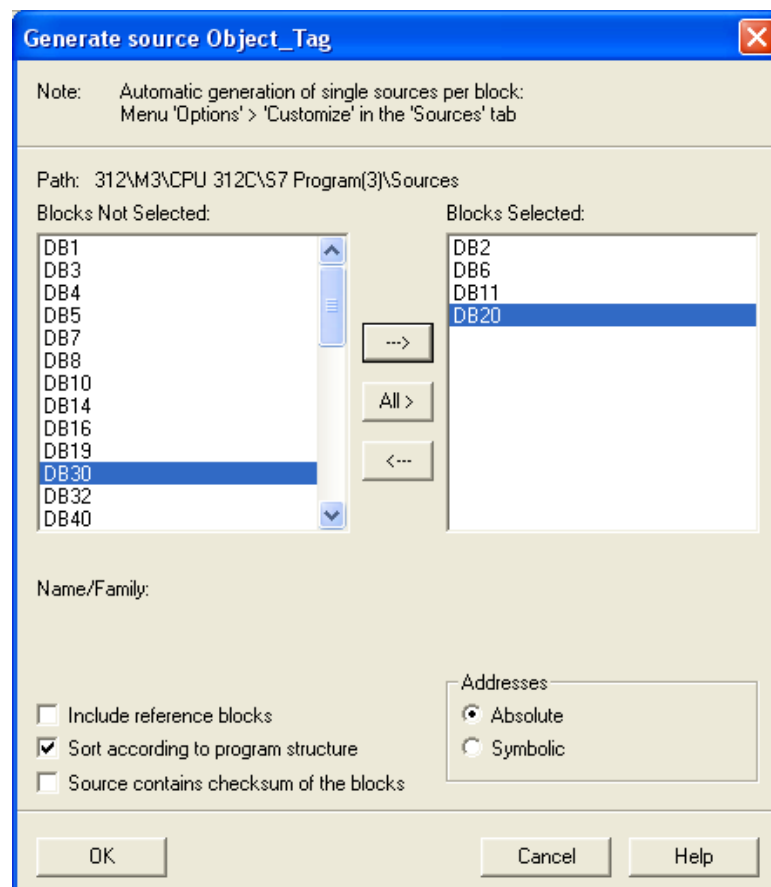 Generate source Object_Tag
Note: Automatic generation of single sources per block:
Menu 'Options' > 'Customize' in the 'Sources' tab
Path: 312\M3\CPU 312C\S7 Program(3)\Sources
Blocks Not Selected:
DB1
DB3
DB4
DB5
DB7
DB8
DB10
DB14
DB16
DB19
DB30
DB32
DB40
--->
All >
<---
Blocks Selected:
DB2
DB6
DB11
DB20
Name/Family:
Include reference blocks
Sort according to program structure
Source contains checksum of the blocks
Addresses
Absolute
Symbolic
OK
Cancel
Help